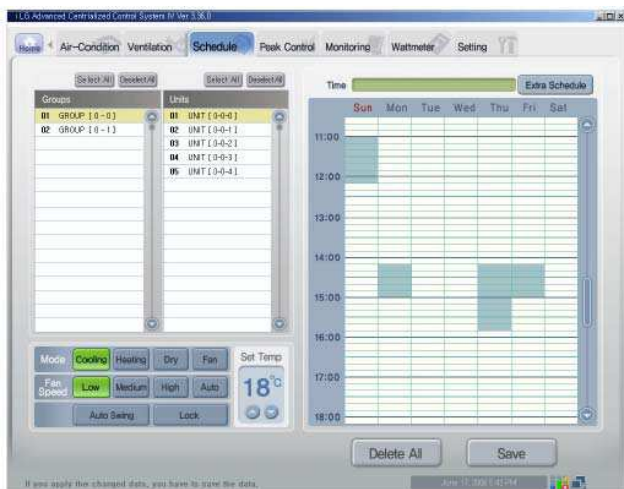 LG Advanced Centrialized Control System IV Ver 3.36.0
Home Air-Condition Ventilation Schedule Peak Control Monitoring Wattmeter Setting
Select All Deselect All Select All Deselect All
Time Extra Schedule
Groups Units
01 GROUP [0-0] 01 UNIT [0-0-0]
02 GROUP [0-1] 02 UNIT [0-0-1]
03 UNIT [0-0-2]
04 UNIT [0-0-3]
05 UNIT [0-0-4]
Sun Mon Tue Wed Thu Fri Sat
11:00
12:00
13:00
14:00
15:00
16:00
17:00
18:00
Mode Cooling Heating Dry Fan Set Temp
Fan Speed Low Medium High Auto 18°C
Auto Swing Lock
Delete All Save
If you apply the changed data, you have to save the data.